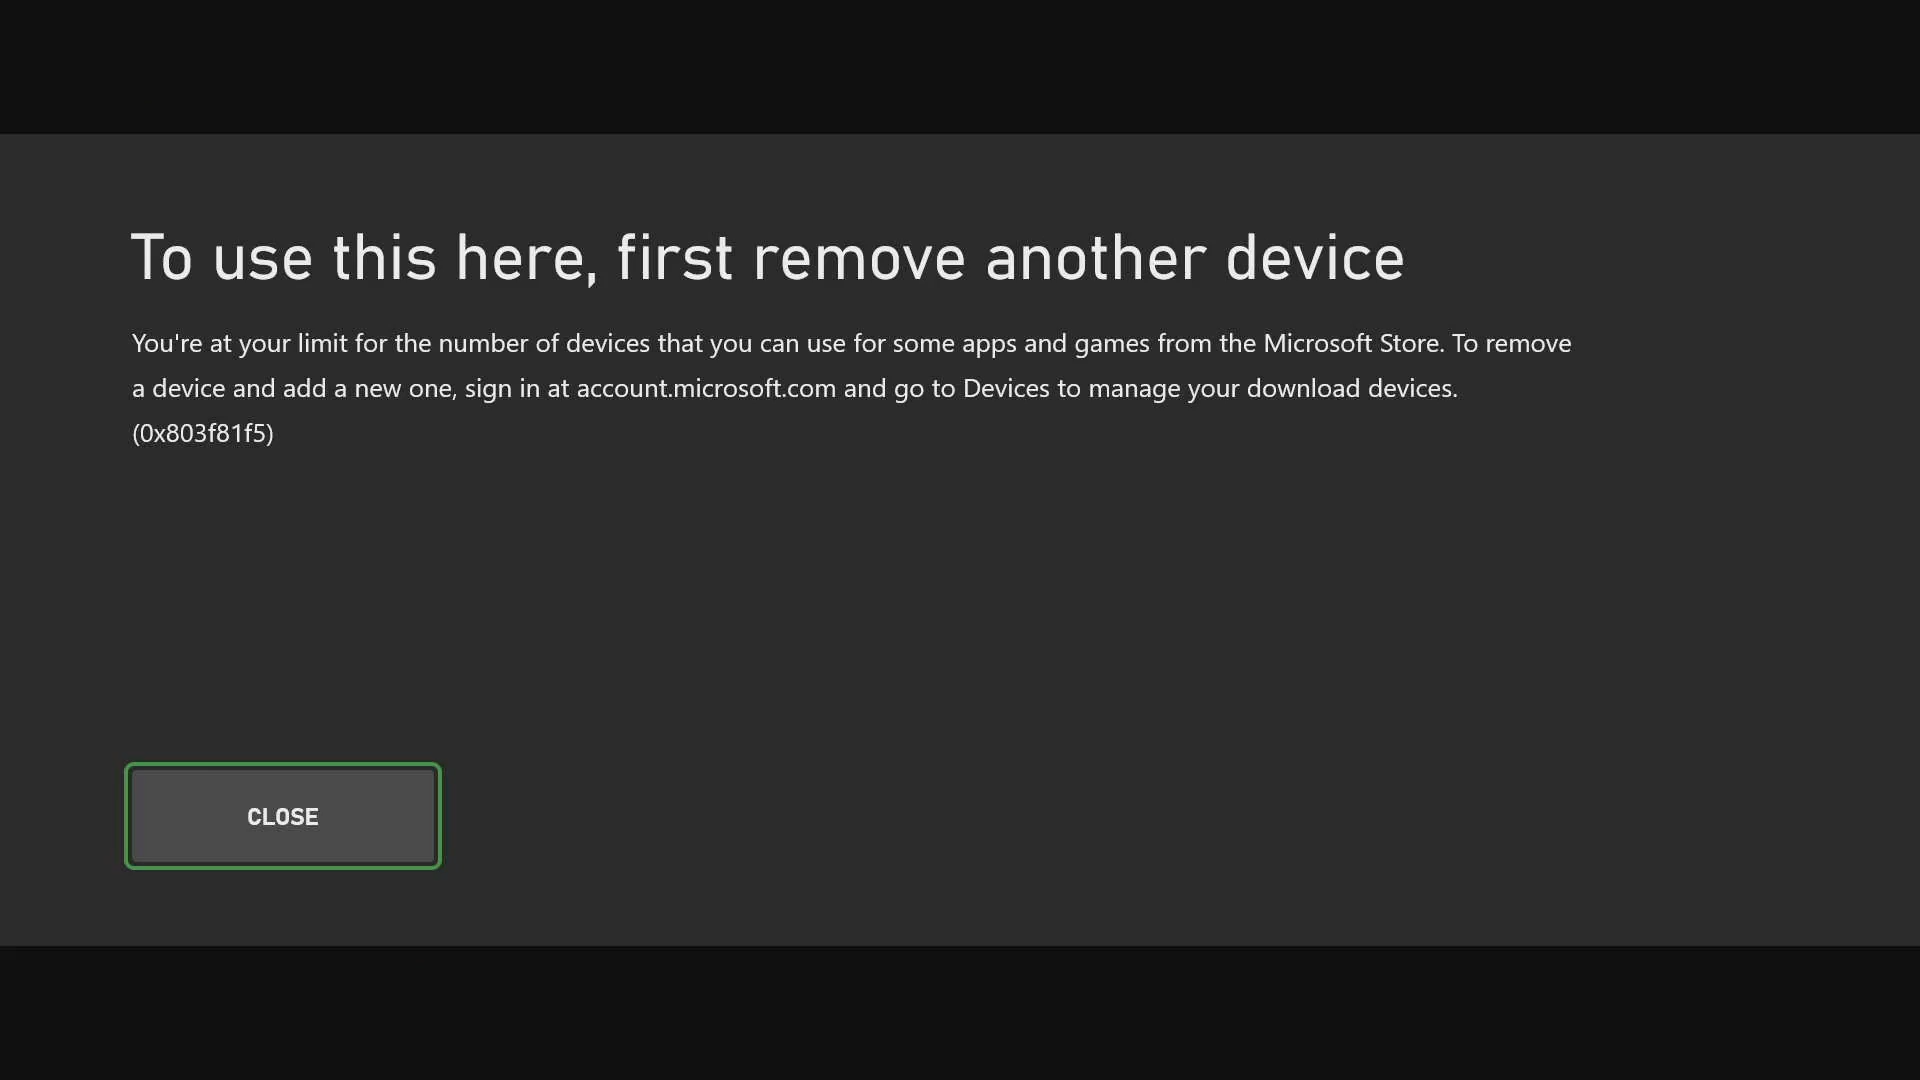 To use this here, first remove another device
You're at your limit for the number of devices that you can use for some apps and games from the Microsoft Store. To remove
a device and add a new one, sign in at account.microsoft.com and go to Devices to manage your download devices.
(0x803f81f5)
CLOSE